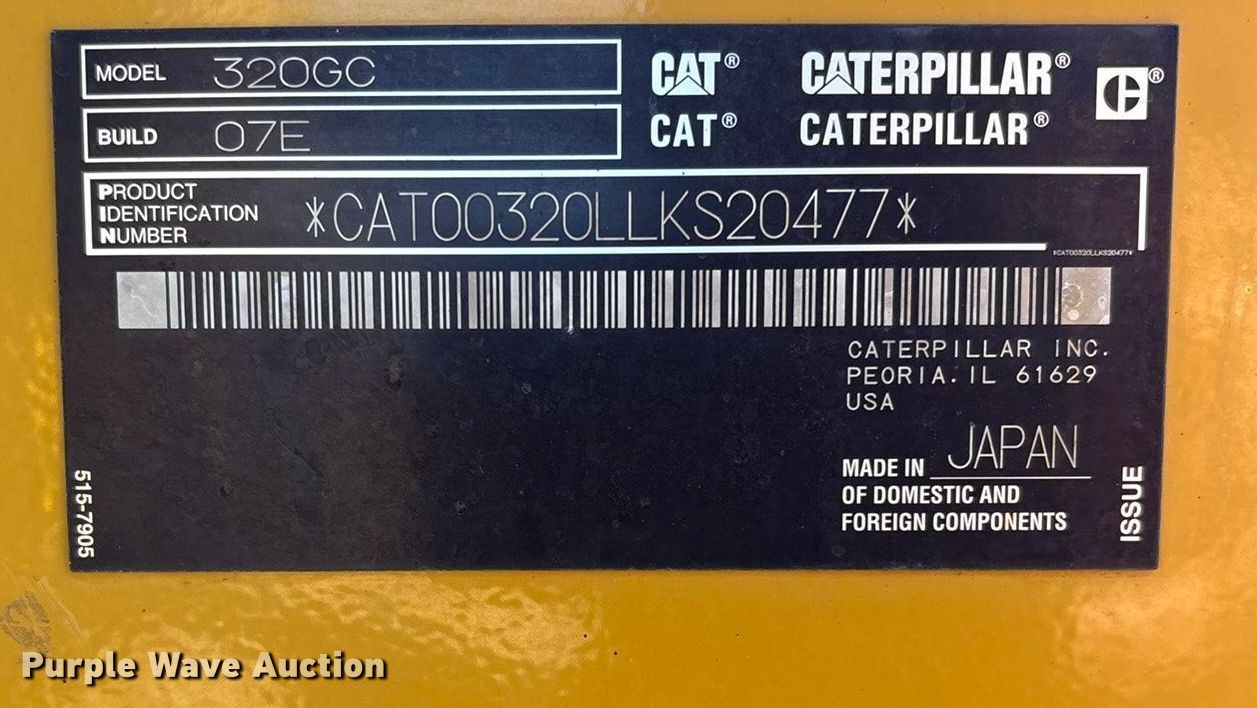 MODEL 320GC
BUILD 07E
CAT® CATERPILLAR®
CAT® CATERPILLAR®
PRODUCT
IDENTIFICATION
NUMBER
*CAT00320LLKS20477*
*CAT00320LLKS20477*
CATERPILLAR INC.
PEORIA. IL 61629
USA
MADE IN JAPAN
OF DOMESTIC AND
FOREIGN COMPONENTS
ISSUE
515-7905
Purple Wave Auction